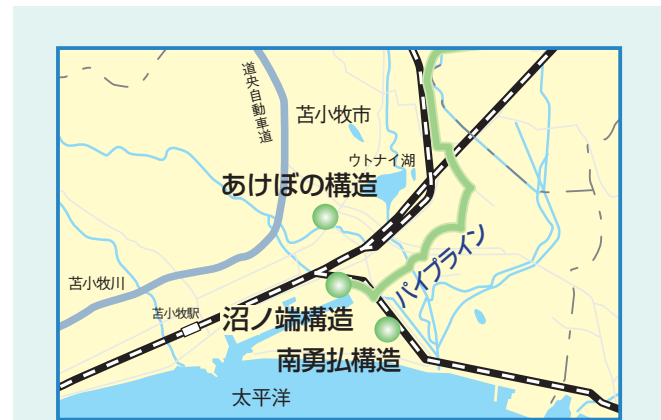 道央自動車道
苫小牧市
ウトナイ湖
あけぼの構造
パイプライン
苫小牧川
苫小牧駅
沼ノ端構造
南勇払構造
太平洋